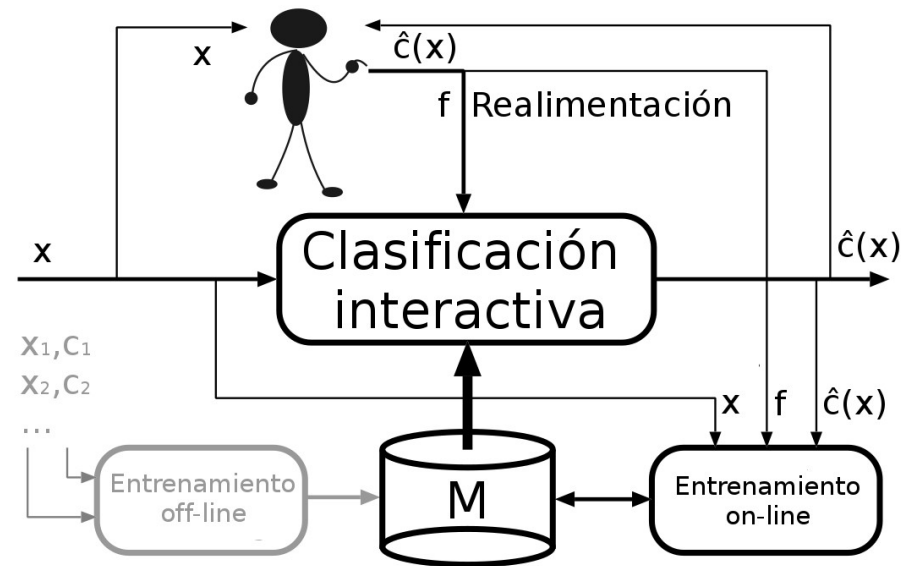 x
ĉ(x)
f Realimentación
x
Clasificación
interactiva
ĉ(x)
x₁,c₁
x₂,c₂
...
x
f
ĉ(x)
Entrenamiento
off-line
M
Entrenamiento
on-line